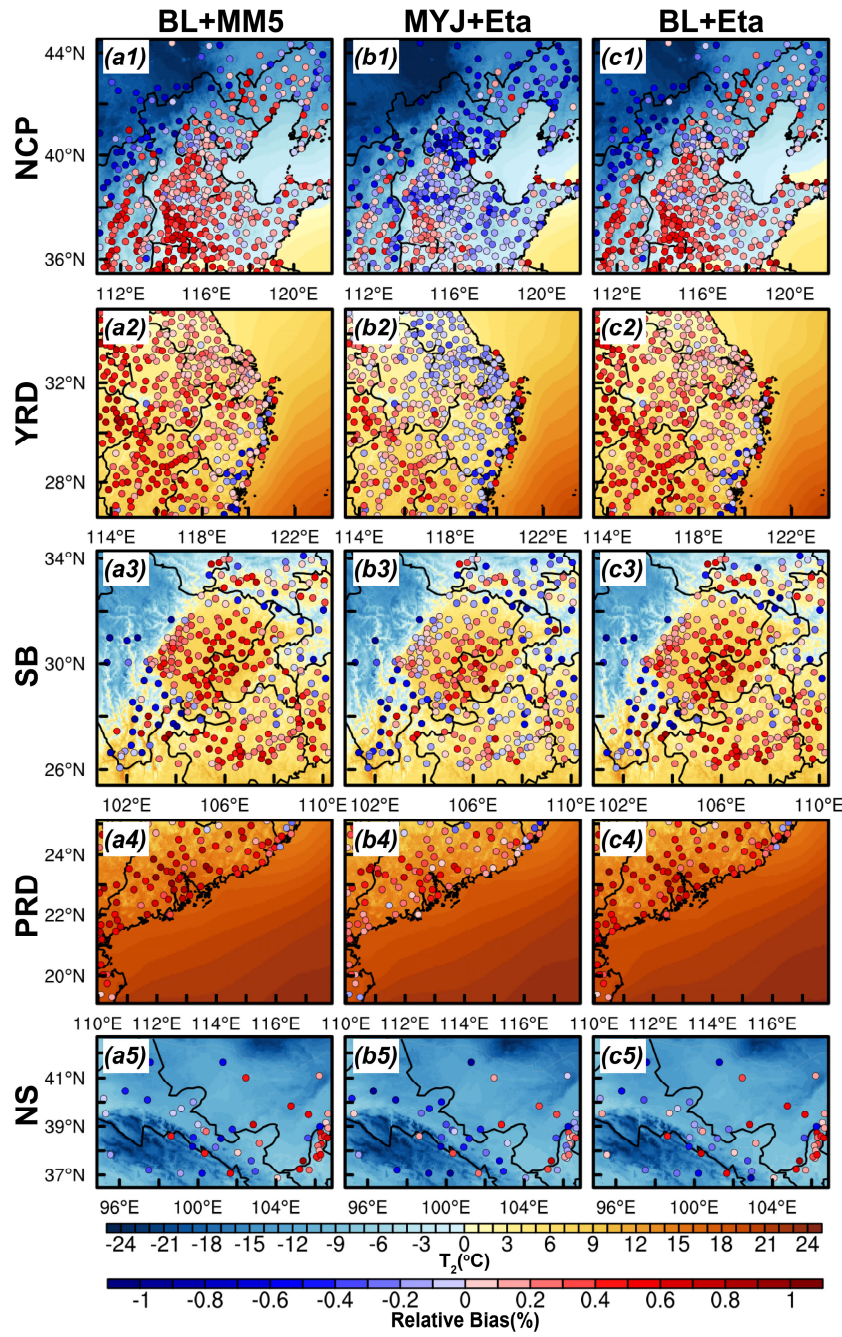 BL+MM5 MYJ+Eta BL+Eta
NCP
(a1) (b1) (c1)
44°N
40°N
36°N
112°E 116°E 120°E 112°E 116°E 120°E 112°E 116°E 120°E
YRD
(a2) (b2) (c2)
32°N
28°N
114°E 118°E 122°E 114°E 118°E 122°E 114°E 118°E 122°E
SB
34°N
(a3) (b3) (c3)
30°N
26°N
102°E 106°E 110°E 102°E 106°E 110°E 102°E 106°E 110°E
PRD
(a4) (b4) (c4)
24°N
22°N
20°N
110°E 112°E 114°E 116°E 110°E 112°E 114°E 116°E 110°E 112°E 114°E 116°E
NS
(a5) (b5) (c5)
41°N
39°N
37°N
96°E 100°E 104°E 96°E 100°E 104°E 96°E 100°E 104°E
-24 -21 -18 -15 -12 -9 -6 -3 0 3 6 9 12 15 18 21 24
T₂(°C)
-1 -0.8 -0.6 -0.4 -0.2 0 0.2 0.4 0.6 0.8 1
Relative Bias(%)